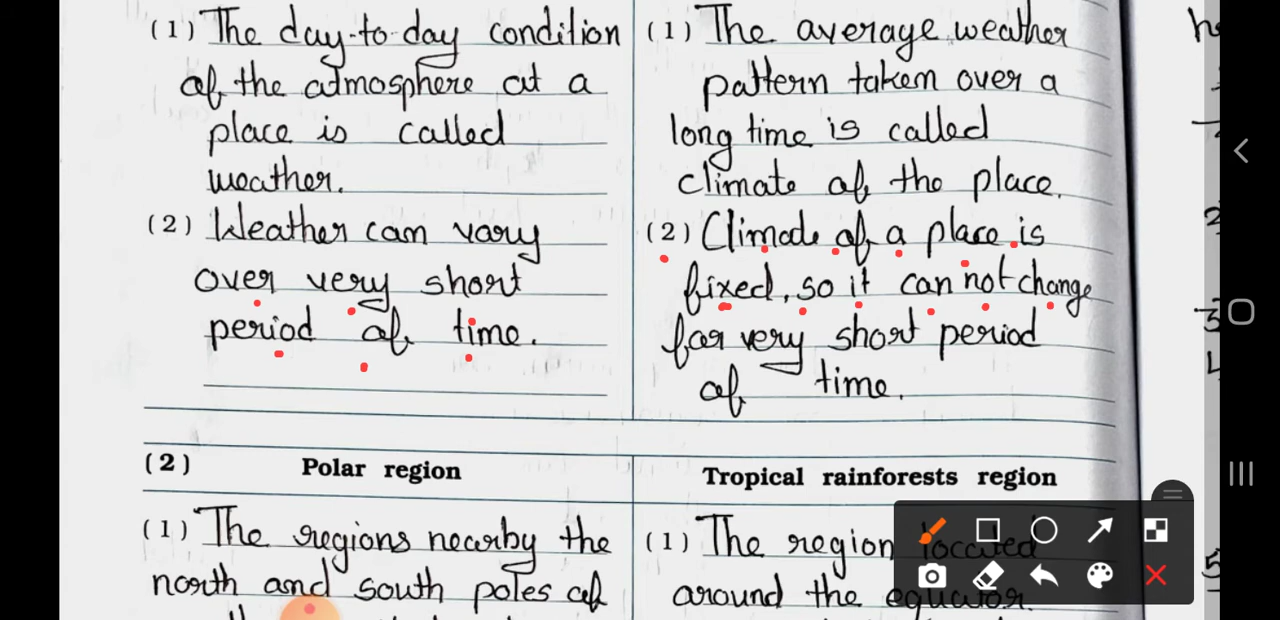 (1) The day-to-day condition
of the atmosphere at a
place is called
weather.
(2) Weather can vary
over very short
period of time.
(1) The average weather
pattern taken over a
long time is called
climate of the place.
(2) Climate of a place is
fixed, so it can not change
for very short period
of time.
(2) Polar region
Tropical rainforests region
(1) The regions nearby the
north and south poles of
(1) The region located
around the equator.